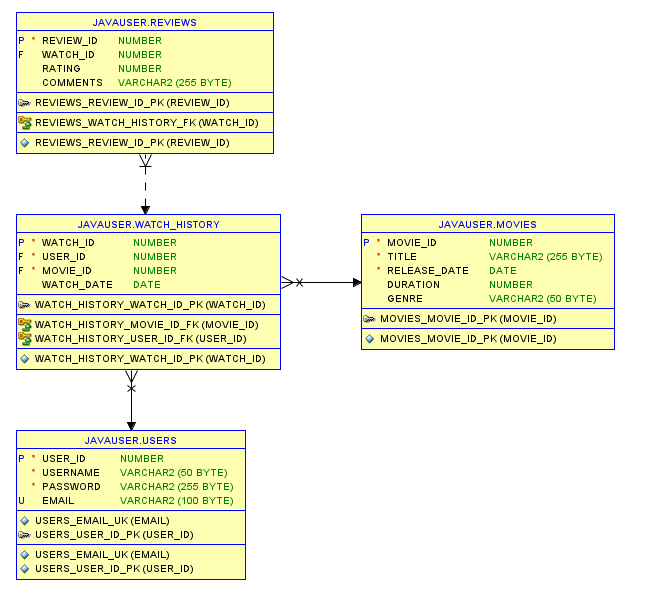 JAVAUSER.REVIEWS
P * REVIEW_ID NUMBER
F WATCH_ID NUMBER
RATING NUMBER
COMMENTS VARCHAR2 (255 BYTE)
REVIEWS_REVIEW_ID_PK (REVIEW_ID)
REVIEWS_WATCH_HISTORY_FK (WATCH_ID)
REVIEWS_REVIEW_ID_PK (REVIEW_ID)
JAVAUSER.WATCH_HISTORY
P * WATCH_ID NUMBER
F * USER_ID NUMBER
F * MOVIE_ID NUMBER
WATCH_DATE DATE
WATCH_HISTORY_WATCH_ID_PK (WATCH_ID)
WATCH_HISTORY_MOVIE_ID_FK (MOVIE_ID)
WATCH_HISTORY_USER_ID_FK (USER_ID)
WATCH_HISTORY_WATCH_ID_PK (WATCH_ID)
JAVAUSER.MOVIES
P * MOVIE_ID NUMBER
* TITLE VARCHAR2 (255 BYTE)
* RELEASE_DATE DATE
DURATION NUMBER
GENRE VARCHAR2 (50 BYTE)
MOVIES_MOVIE_ID_PK (MOVIE_ID)
MOVIES_MOVIE_ID_PK (MOVIE_ID)
JAVAUSER.USERS
P * USER_ID NUMBER
* USERNAME VARCHAR2 (50 BYTE)
* PASSWORD VARCHAR2 (255 BYTE)
U EMAIL VARCHAR2 (100 BYTE)
USERS_EMAIL_UK (EMAIL)
USERS_USER_ID_PK (USER_ID)
USERS_EMAIL_UK (EMAIL)
USERS_USER_ID_PK (USER_ID)